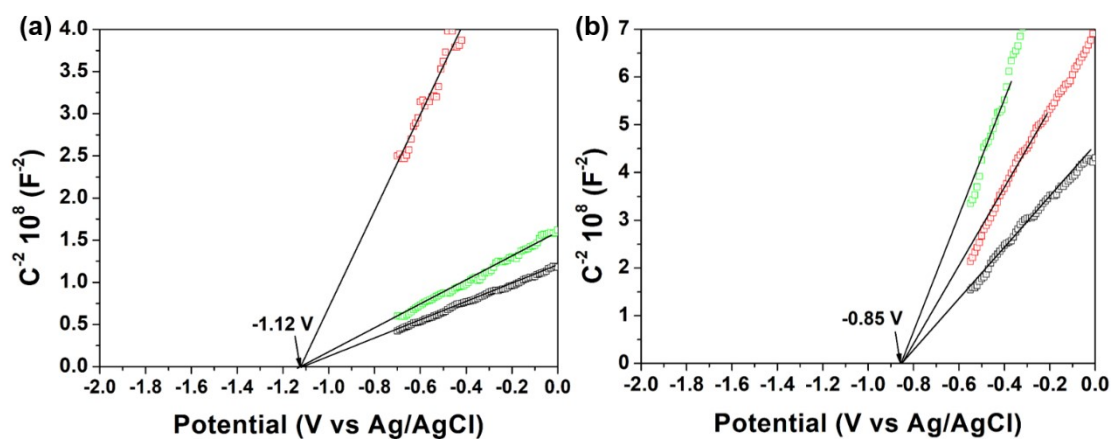 (a)
4.0
3.5
3.0
2.5
2.0
1.5
1.0
0.5
0.0
C⁻² 10⁸ (F⁻²)
-1.12 V
-2.0 -1.8 -1.6 -1.4 -1.2 -1.0 -0.8 -0.6 -0.4 -0.2 0.0
Potential (V vs Ag/AgCl)
(b)
7
6
5
4
3
2
1
0
C⁻² 10⁸ (F⁻²)
-0.85 V
-2.0 -1.8 -1.6 -1.4 -1.2 -1.0 -0.8 -0.6 -0.4 -0.2 0.0
Potential (V vs Ag/AgCl)